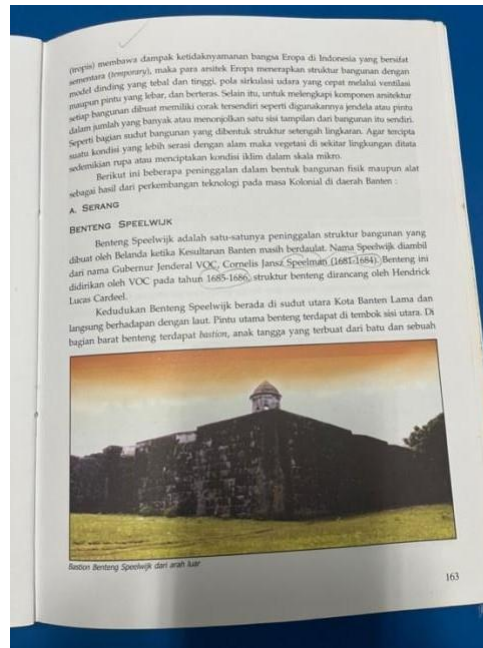 (tropis) membawa dampak ketidaknyamanan bangsa Eropa di Indonesia yang bersifat
sementara (temporary), maka para arsitek Eropa menerapkan struktur bangunan dengan
model dinding yang tebal dan tinggi, pola sirkulasi udara yang cepat melalui ventilasi
maupun pintu yang lebar, dan berteras. Selain itu, untuk melengkapi komponen arsitektur
setiap bangunan dibuat memiliki corak tersendiri seperti digunakannya jendela atau pintu
dalam jumlah yang banyak atau menonjolkan satu sisi tampilan dari bangunan itu sendiri.
Seperti bagian sudut bangunan yang dibentuk struktur setengah lingkaran. Agar tercipta
suatu kondisi yang lebih serasi dengan alam maka vegetasi di sekitar lingkungan ditata
sedemikian rupa atau menciptakan kondisi iklim dalam skala mikro.
Berikut ini beberapa peninggalan dalam bentuk bangunan fisik maupun alat
sebagai hasil dari perkembangan teknologi pada masa Kolonial di daerah Banten :
A. SERANG
BENTENG SPEELWIJK
Benteng Speelwijk adalah satu-satunya peninggalan struktur bangunan yang
dibuat oleh Belanda ketika Kesultanan Banten masih berdaulat. Nama Speelwijk diambil
dari nama Gubernur Jenderal VOC, Cornelis Jansz Speelman (1681-1684). Benteng ini
didirikan oleh VOC pada tahun 1685-1686, struktur benteng dirancang oleh Hendrick
Lucas Cardeel.
Kedudukan Benteng Speelwijk berada di sudut utara Kota Banten Lama dan
langsung berhadapan dengan laut. Pintu utama benteng terdapat di tembok sisi utara. Di
bagian barat benteng terdapat bastion, anak tangga yang terbuat dari batu dan sebuah
Bastion Benteng Speelwijk dari arah luar
163